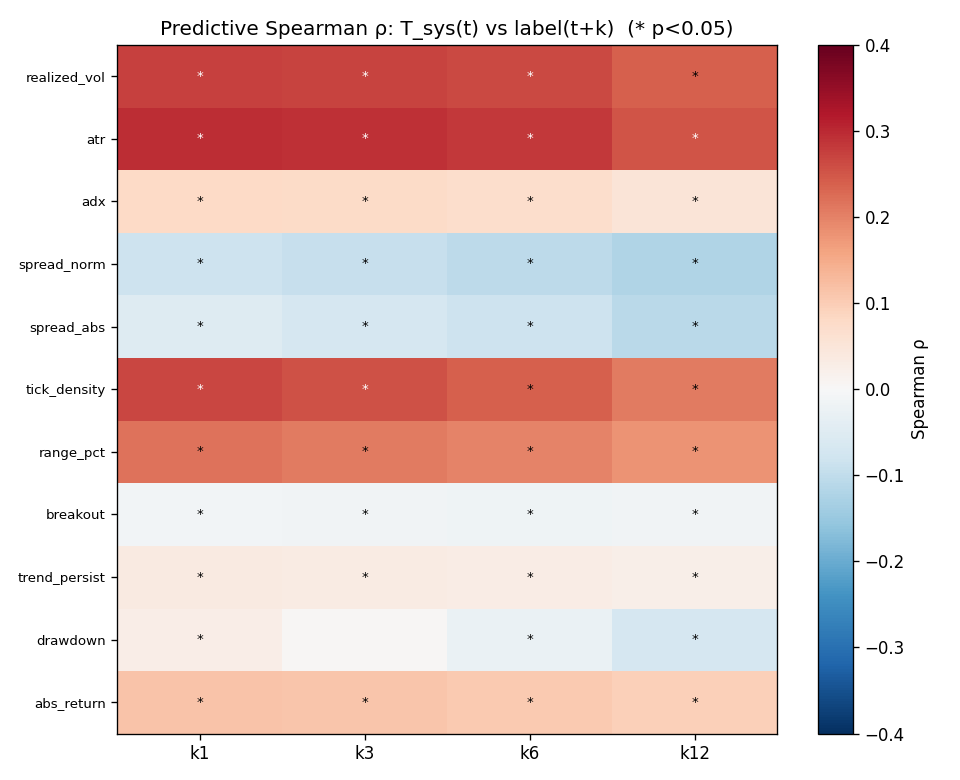 Predictive Spearman ρ: T_sys(t) vs label(t+k)  (* p<0.05)
realized_vol * * * *
atr * * * *
adx * * * *
spread_norm * * * *
spread_abs * * * *
tick_density * * * *
range_pct * * * *
breakout * * * *
trend_persist * * * *
drawdown * * *
abs_return * * * *
k1 k3 k6 k12
0.4
0.3
0.2
0.1
0.0
−0.1
−0.2
−0.3
−0.4
Spearman ρ